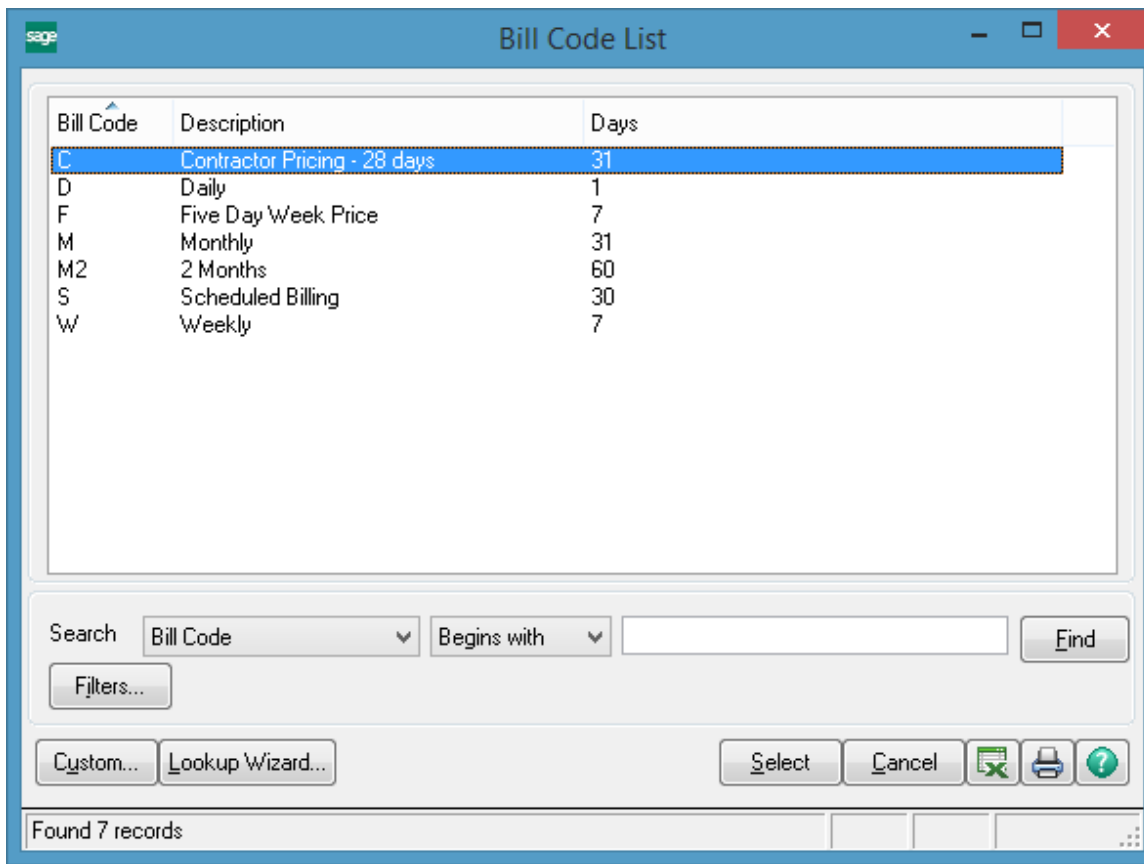 sage
Bill Code List
Bill Code Description Days
C Contractor Pricing - 28 days 31
D Daily 1
F Five Day Week Price 7
M Monthly 31
M2 2 Months 60
S Scheduled Billing 30
W Weekly 7
Search Bill Code Begins with Find
Filters...
Custom... Lookup Wizard... Select Cancel
Found 7 records